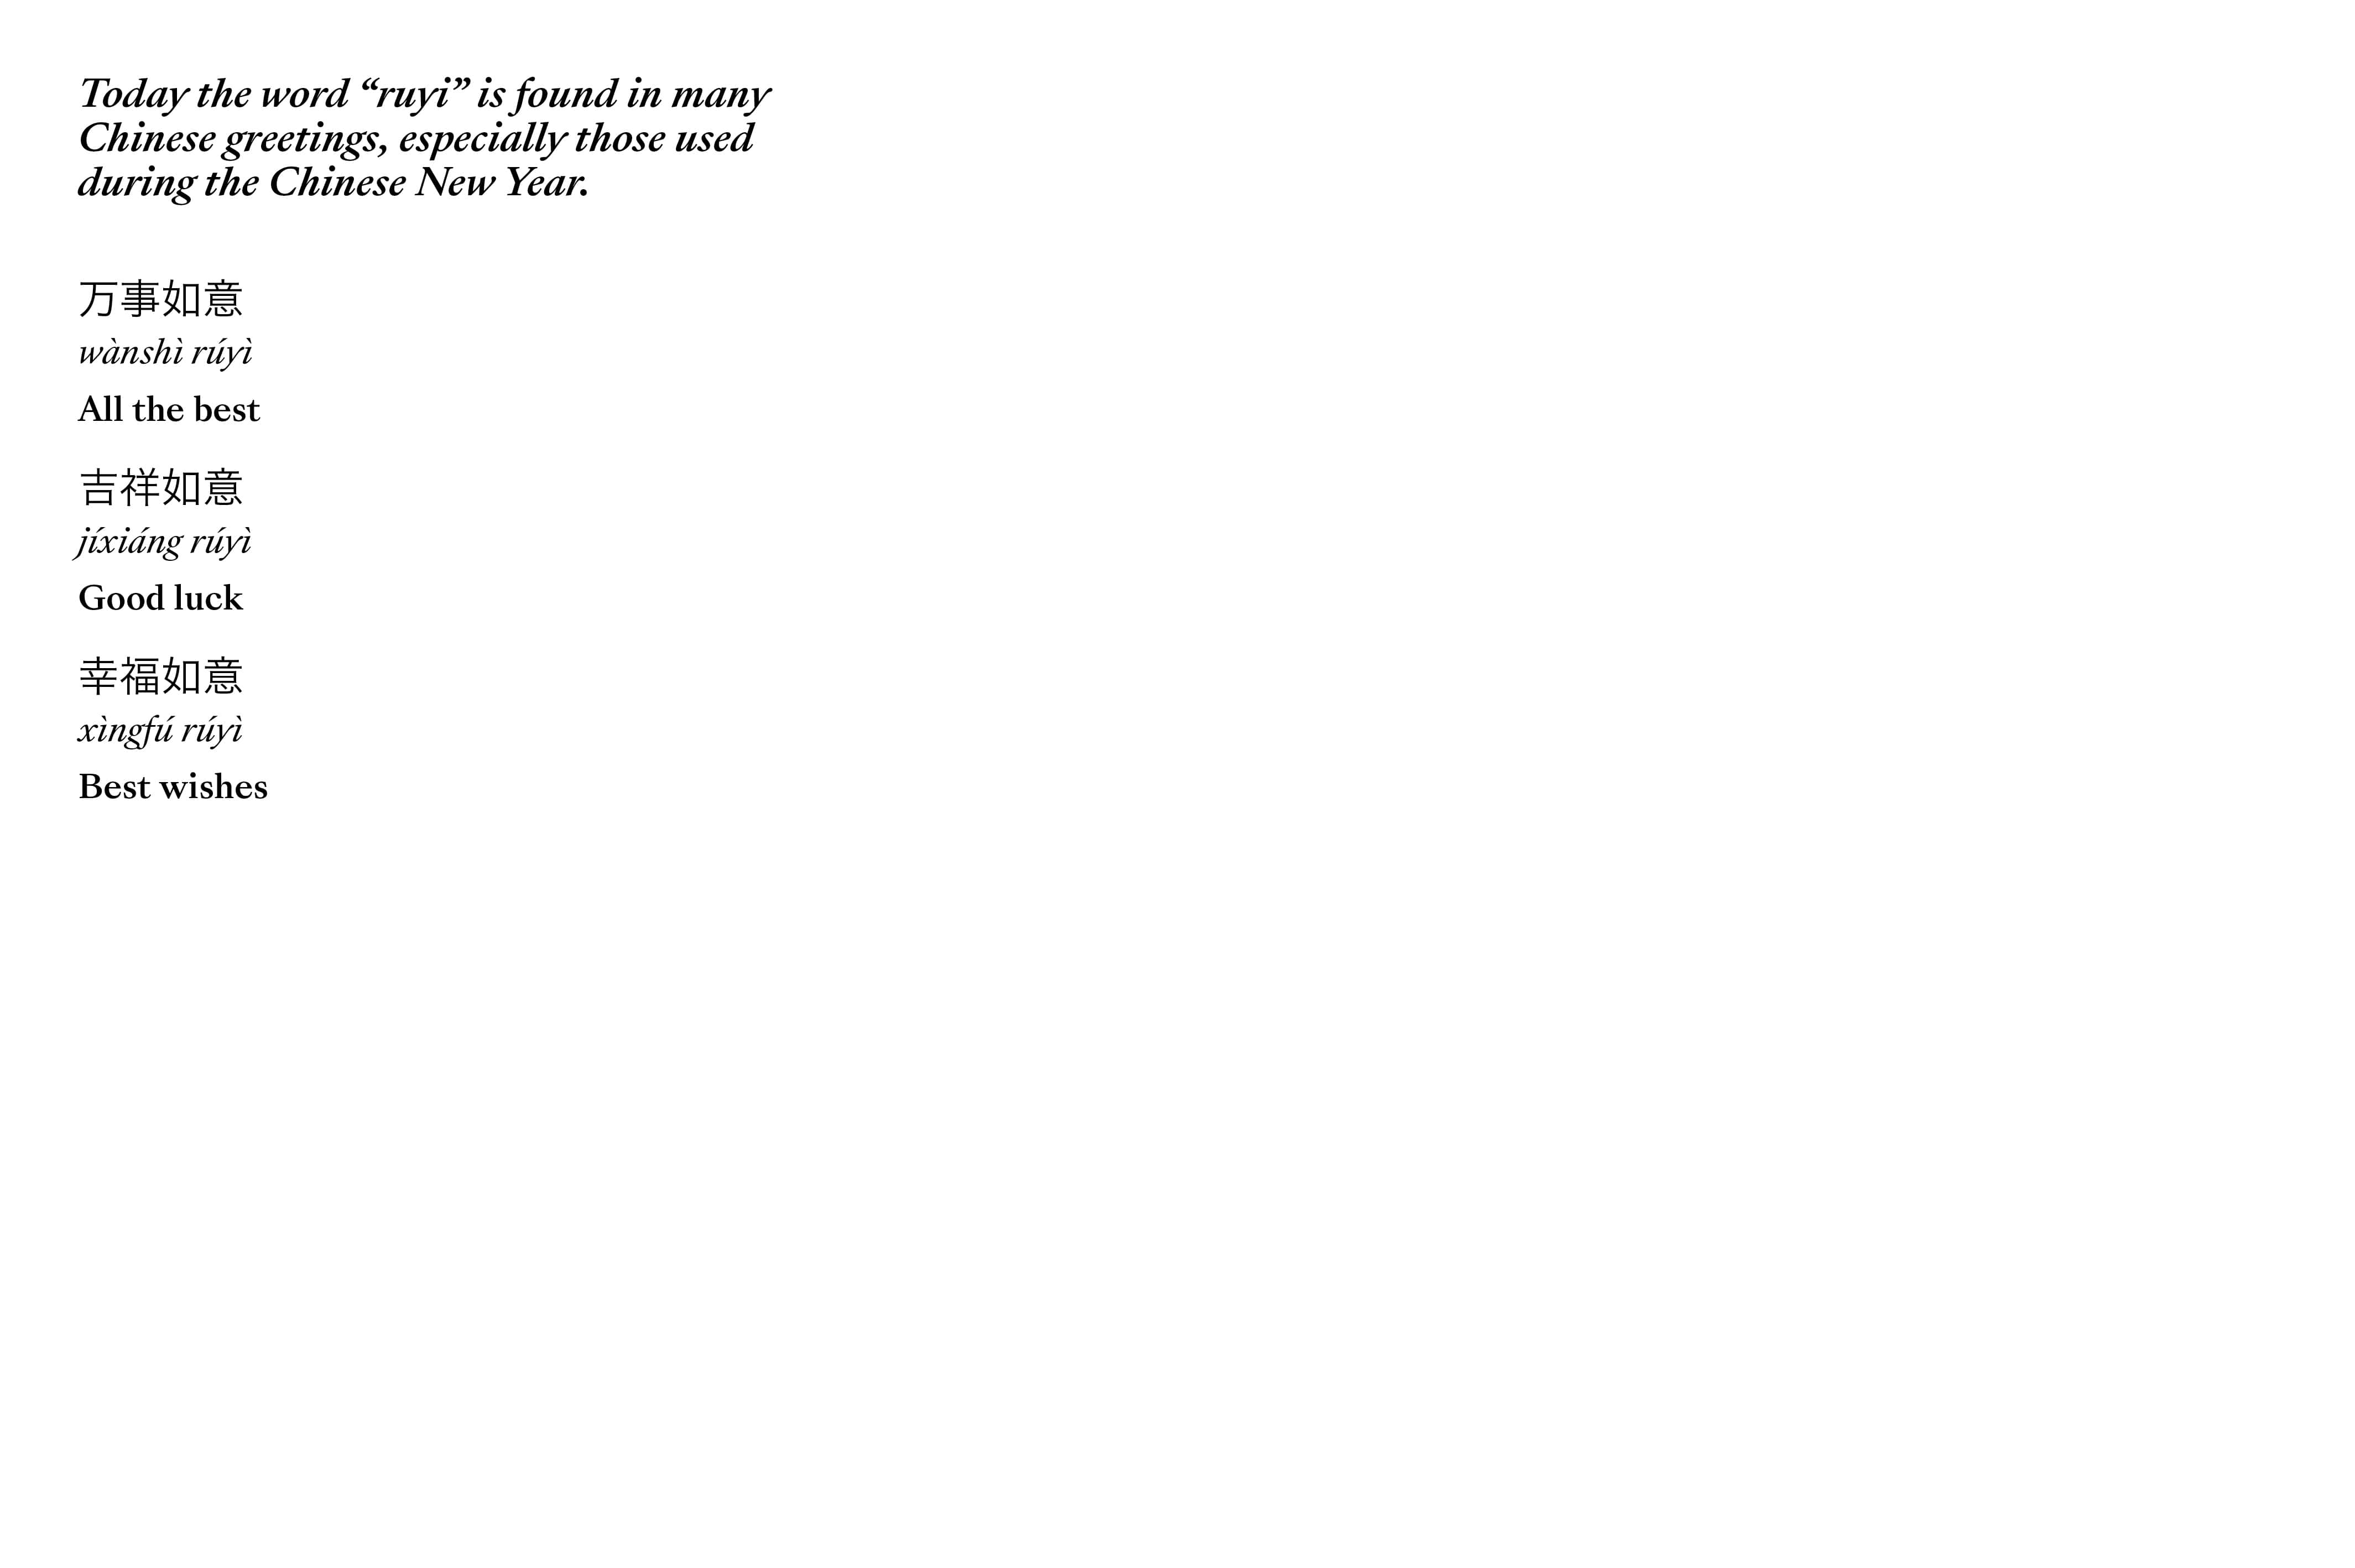 Today the word “ruyi” is found in many
Chinese greetings, especially those used
during the Chinese New Year.
万事如意
wànshì rúyì
All the best
吉祥如意
jíxiáng rúyì
Good luck
幸福如意
xìngfú rúyì
Best wishes